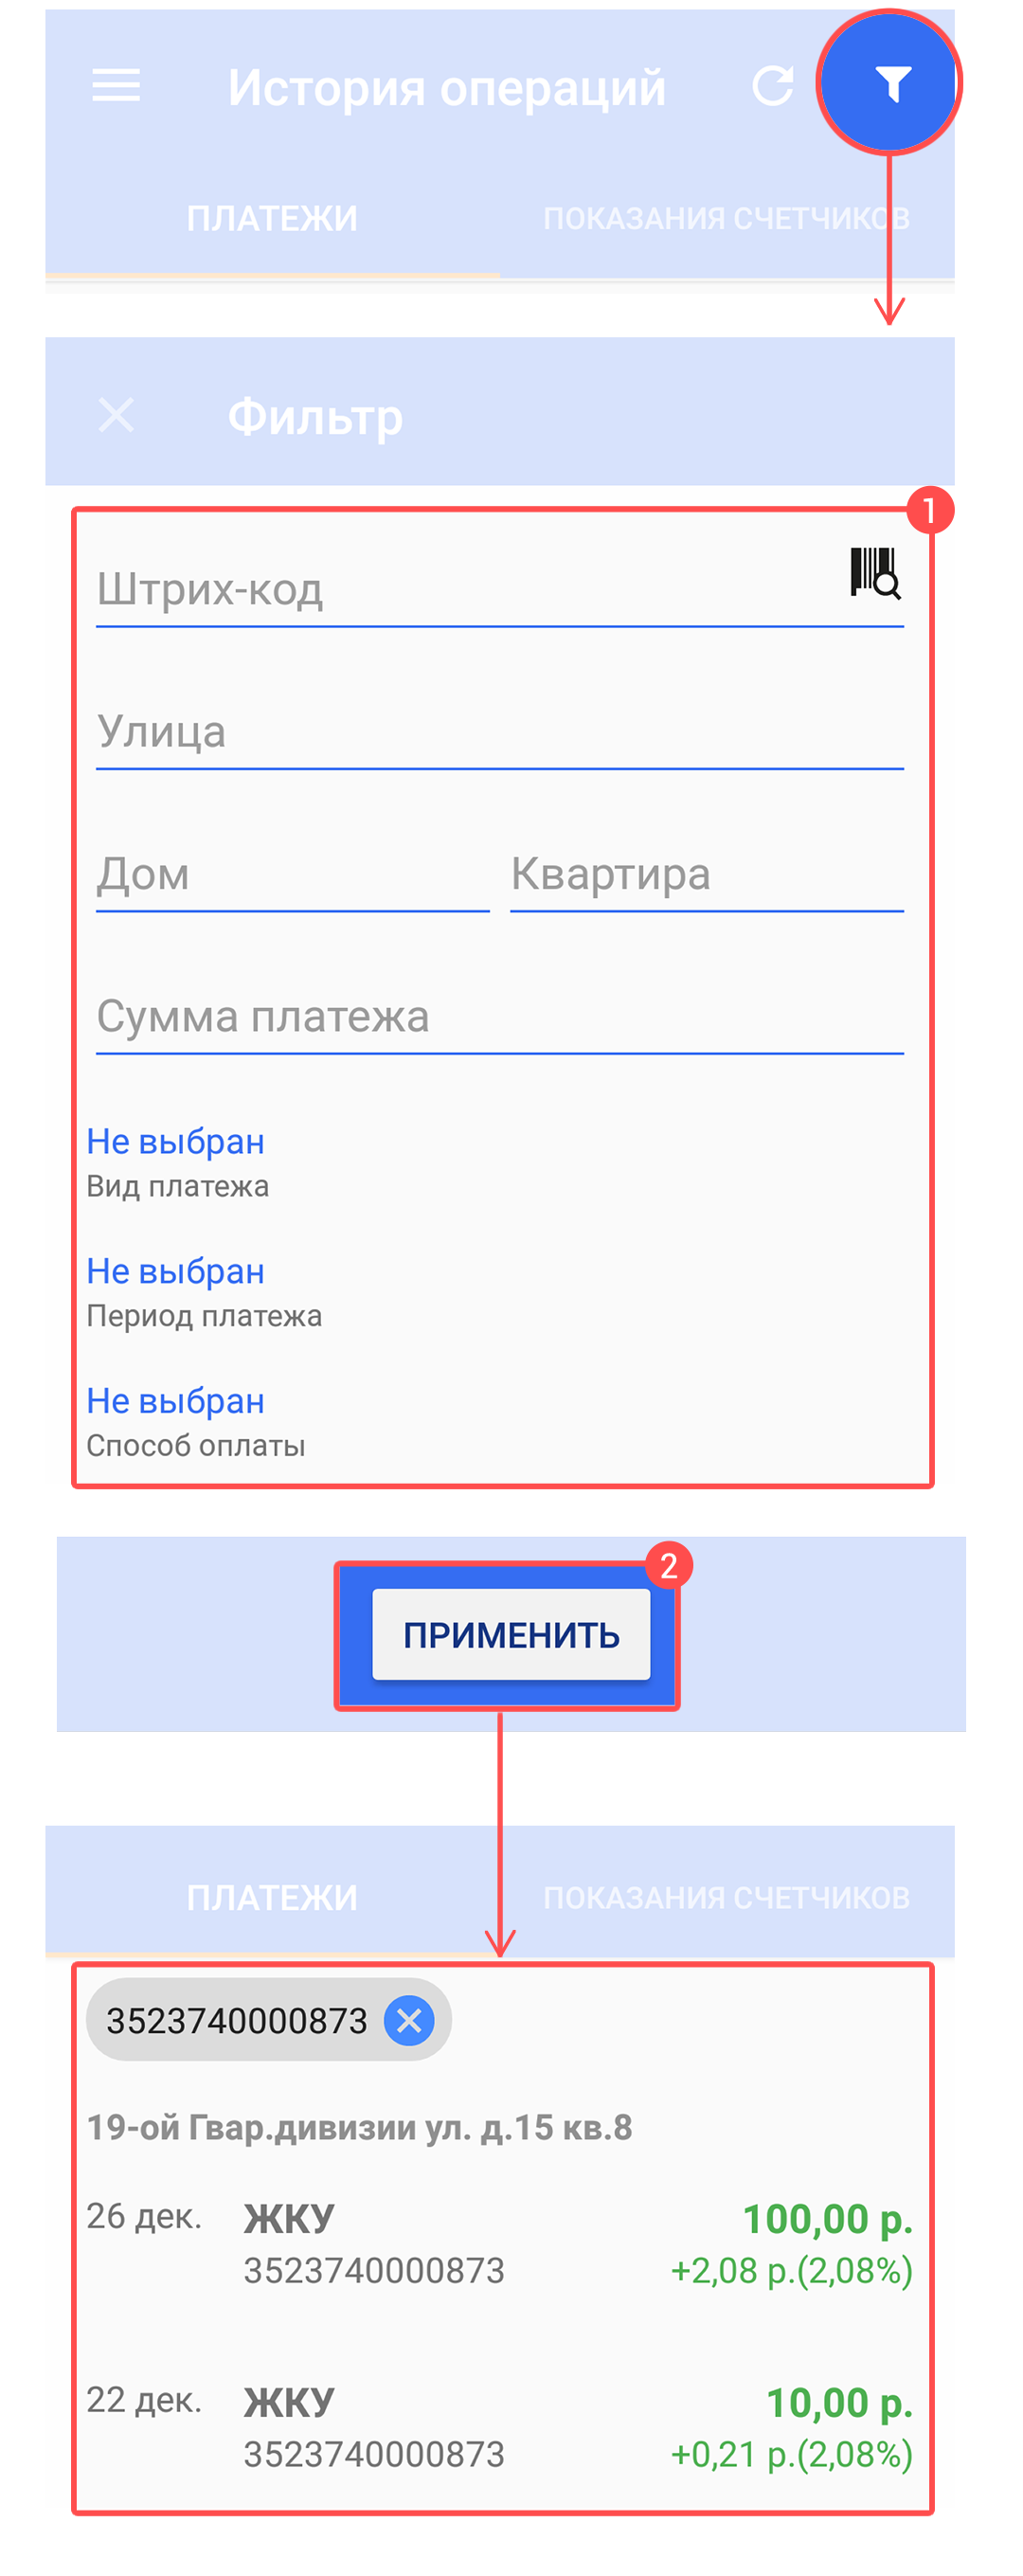 История операций
ПЛАТЕЖИ
ПОКАЗАНИЯ СЧЕТЧИКОВ
Фильтр
1
Штрих-код
Улица
Дом
Квартира
Сумма платежа
Не выбран
Вид платежа
Не выбран
Период платежа
Не выбран
Способ оплаты
2
ПРИМЕНИТЬ
ПЛАТЕЖИ
ПОКАЗАНИЯ СЧЕТЧИКОВ
3523740000873
19-ой Гвар.дивизии ул. д.15 кв.8
26 дек. ЖКУ 100,00 р.
3523740000873 +2,08 р.(2,08%)
22 дек. ЖКУ 10,00 р.
3523740000873 +0,21 р.(2,08%)